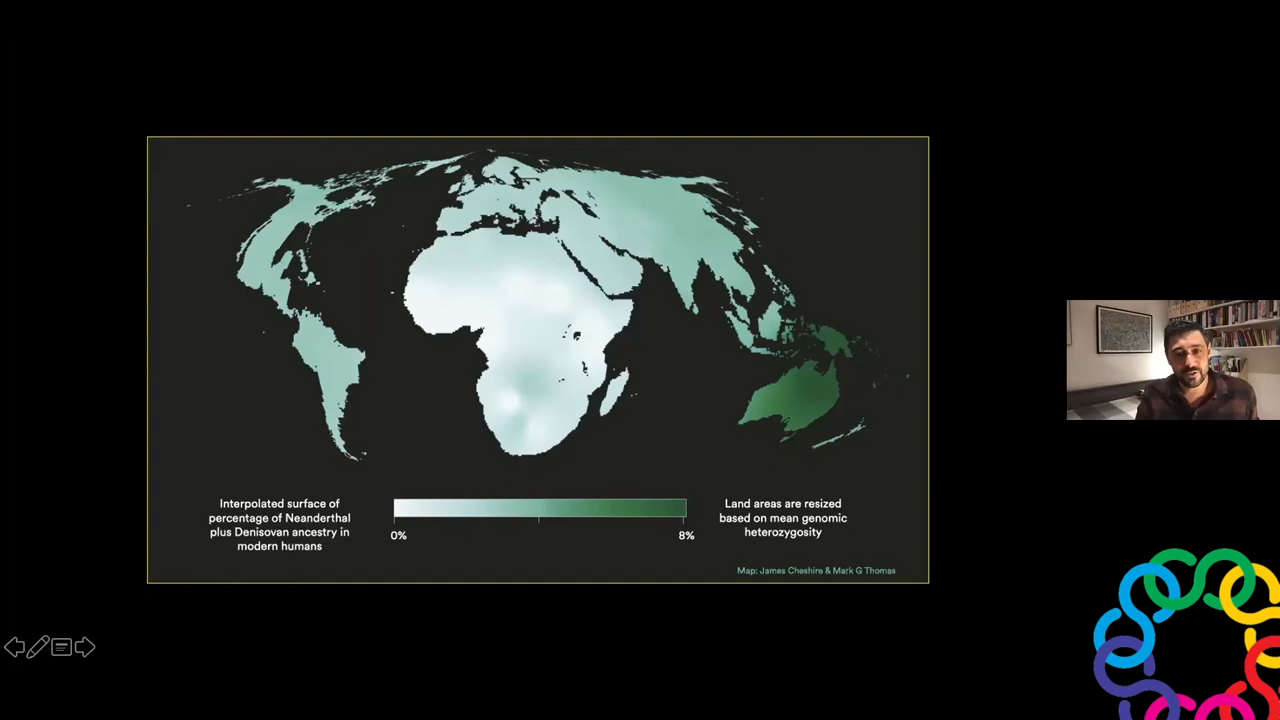 Interpolated surface of
percentage of Neanderthal
plus Denisovan ancestry in
modern humans
0%
8%
Land areas are resized
based on mean genomic
heterozygosity
Map: James Cheshire & Mark G Thomas